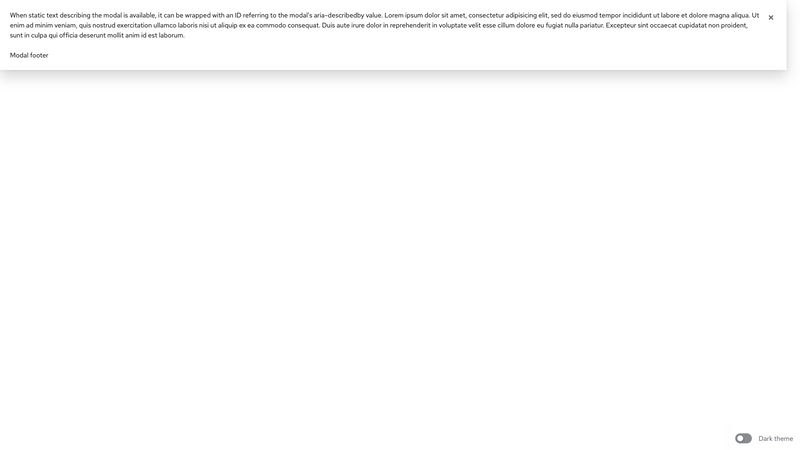 When static text describing the modal is available, it can be wrapped with an ID referring to the modal's aria-describedby value. Lorem ipsum dolor sit amet, consectetur adipisicing elit, sed do eiusmod tempor incididunt ut labore et dolore magna aliqua. Ut
enim ad minim veniam, quis nostrud exercitation ullamco laboris nisi ut aliquip ex ea commodo consequat. Duis aute irure dolor in reprehenderit in voluptate velit esse cillum dolore eu fugiat nulla pariatur. Excepteur sint occaecat cupidatat non proident,
sunt in culpa qui officia deserunt mollit anim id est laborum.
Modal footer
Dark theme